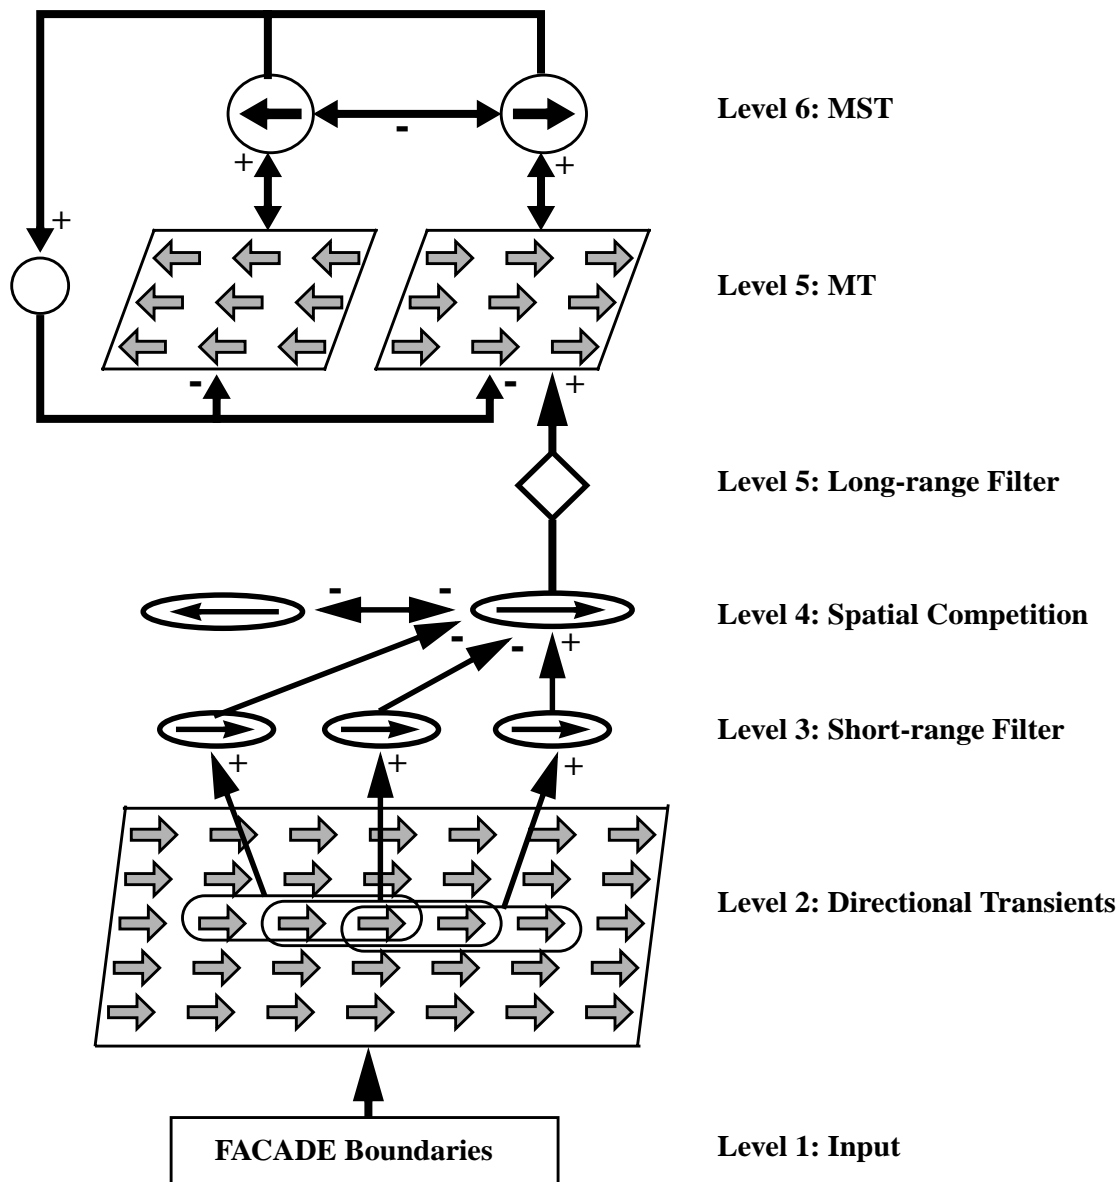 Level 6: MST
-
+
+
+
Level 5: MT
-
-
+
Level 5: Long-range Filter
-
-
Level 4: Spatial Competition
-
-
+
Level 3: Short-range Filter
+
+
+
Level 2: Directional Transients
FACADE Boundaries
Level 1: Input